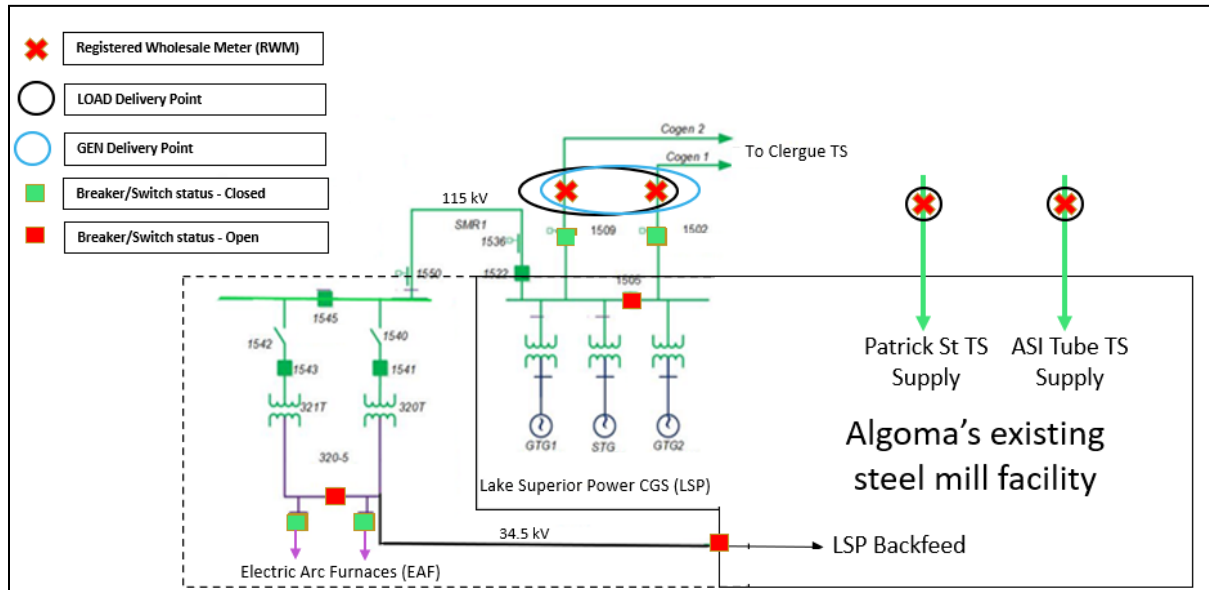 Registered Wholesale Meter (RWM)
LOAD Delivery Point
GEN Delivery Point
Breaker/Switch status - Closed
Breaker/Switch status - Open
Cogen 2
Cogen 1
To Clergue TS
115 kV
SMR1
1536
1509
1502
1550
1522
1505
1545
1542
1540
1543
1541
321T
320T
GTG1
STG
GTG2
320-5
Lake Superior Power CGS (LSP)
34.5 kV
Electric Arc Furnaces (EAF)
Patrick St TS
Supply
ASI Tube TS
Supply
Algoma's existing
steel mill facility
LSP Backfeed